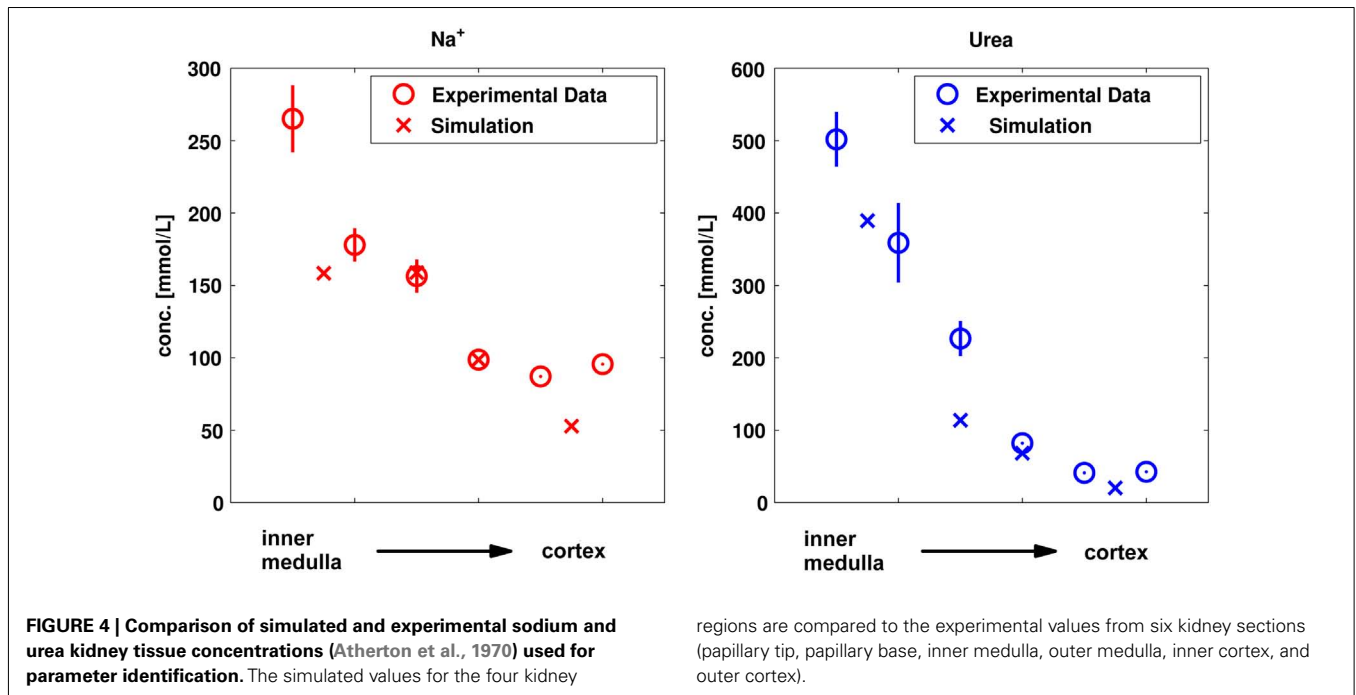 Na+
300
250
200
150
100
50
0
conc. [mmol/L]
Experimental Data
Simulation
inner
medulla
cortex
Urea
600
500
400
300
200
100
0
conc. [mmol/L]
Experimental Data
Simulation
inner
medulla
cortex
FIGURE 4 | Comparison of simulated and experimental sodium and
urea kidney tissue concentrations (Atherton et al., 1970) used for
parameter identification. The simulated values for the four kidney
regions are compared to the experimental values from six kidney sections
(papillary tip, papillary base, inner medulla, outer medulla, inner cortex, and
outer cortex).